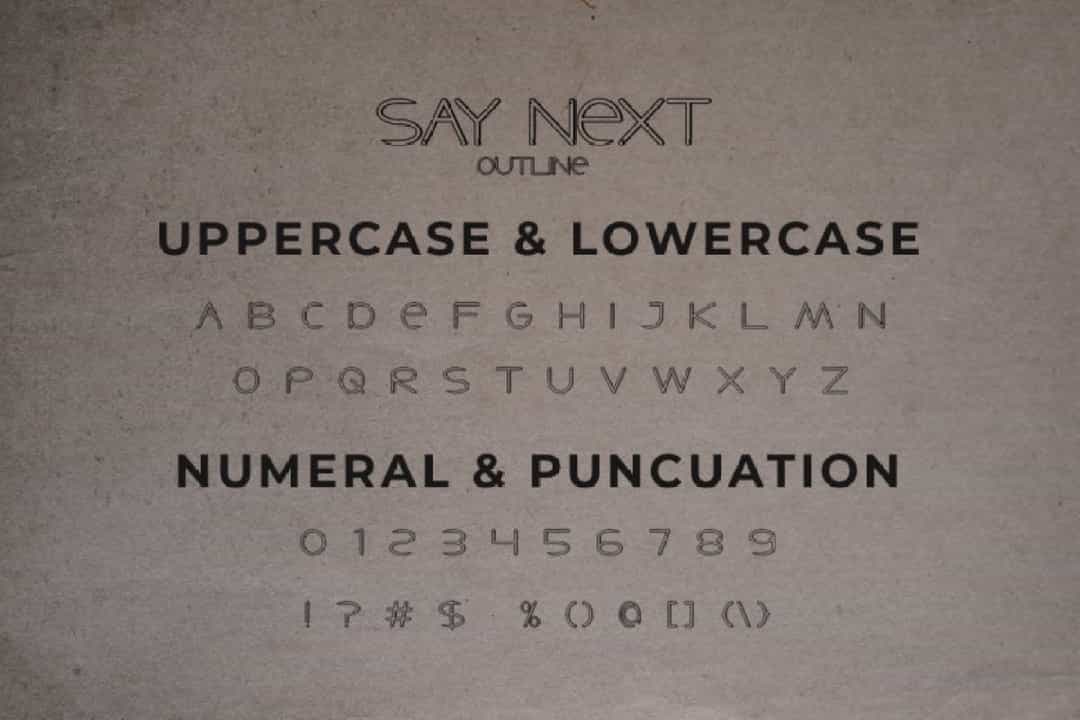 SAY NeXT
OUTLINe
UPPERCASE & LOWERCASE
A B C D e F G H I J K L M N
O P Q R S T U V W X Y Z
NUMERAL & PUNCUATION
0 1 2 3 4 5 6 7 8 9
! ? # $ % () @ [] (\)